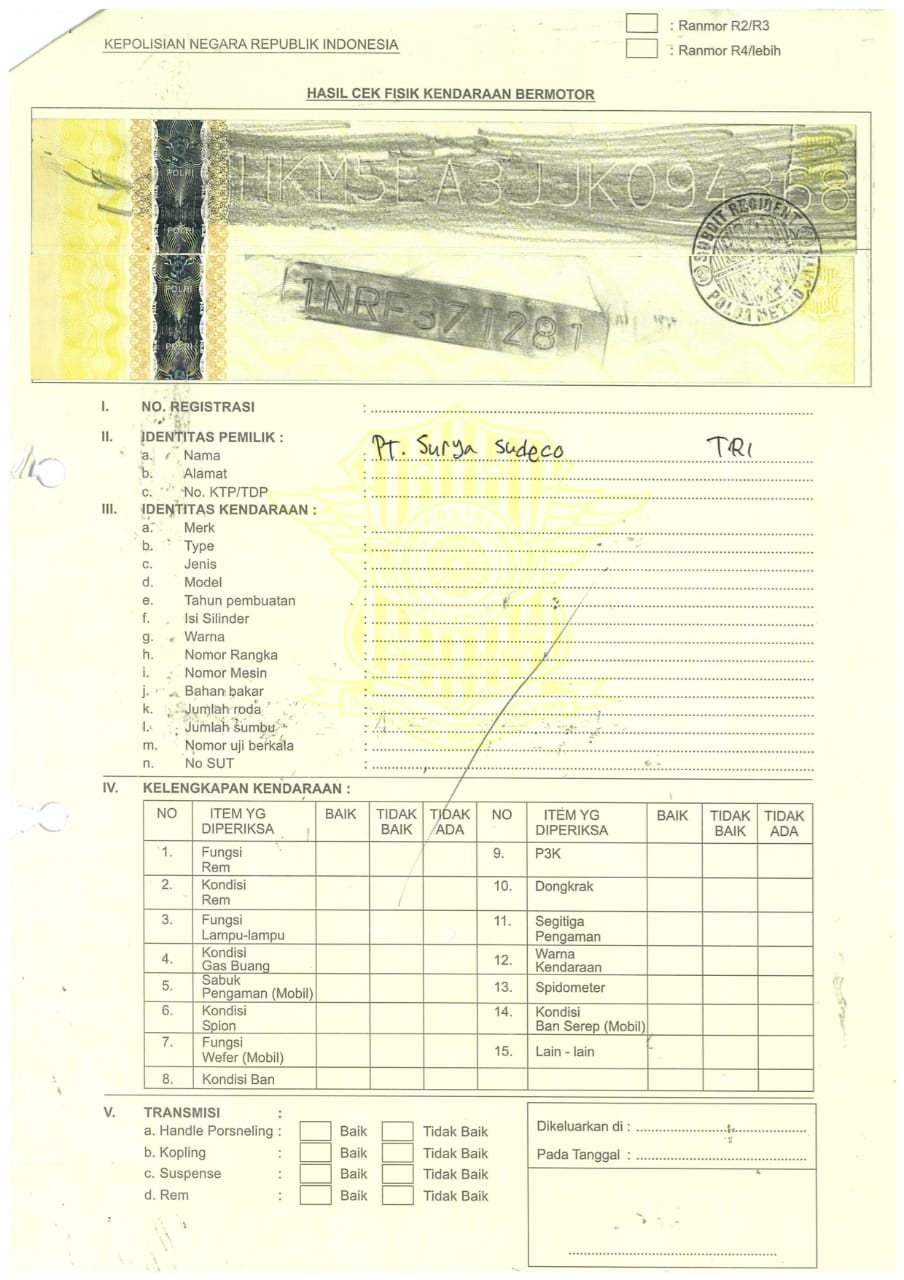 : Ranmor R2/R3
KEPOLISIAN NEGARA REPUBLIK INDONESIA
: Ranmor R4/lebih
HASIL CEK FISIK KENDARAAN BERMOTOR
HKM5EA3JJK094368
POLRI
POLRI
POLRI
POLRI
SUBDIT REGIDENT
POLDA METRO
1NRF371281
I. NO. REGISTRASI :
II. IDENTITAS PEMILIK :
a. Nama : PT. Surya Sudeco TRI
b. Alamat :
c. No. KTP/TDP :
III. IDENTITAS KENDARAAN :
a. Merk :
b. Type :
c. Jenis :
d. Model :
e. Tahun pembuatan :
f. Isi Silinder :
g. Warna :
h. Nomor Rangka :
i. Nomor Mesin :
j. Bahan bakar :
k. Jumlah roda :
l. Jumlah sumbu :
m. Nomor uji berkala :
n. No SUT :
IV. KELENGKAPAN KENDARAAN :
NO ITEM YG DIPERIKSA BAIK TIDAK BAIK TIDAK ADA NO ITEM YG DIPERIKSA BAIK TIDAK BAIK TIDAK ADA
1. Fungsi Rem 9. P3K
2. Kondisi Rem 10. Dongkrak
3. Fungsi Lampu-lampu 11. Segitiga Pengaman
4. Kondisi Gas Buang 12. Warna Kendaraan
5. Sabuk Pengaman (Mobil) 13. Spidometer
6. Kondisi Spion 14. Kondisi Ban Serep (Mobil)
7. Fungsi Wefer (Mobil) 15. Lain - lain
8. Kondisi Ban
V. TRANSMISI :
a. Handle Porsneling : Baik Tidak Baik
b. Kopling : Baik Tidak Baik
c. Suspense : Baik Tidak Baik
d. Rem : Baik Tidak Baik
Dikeluarkan di :
Pada Tanggal :